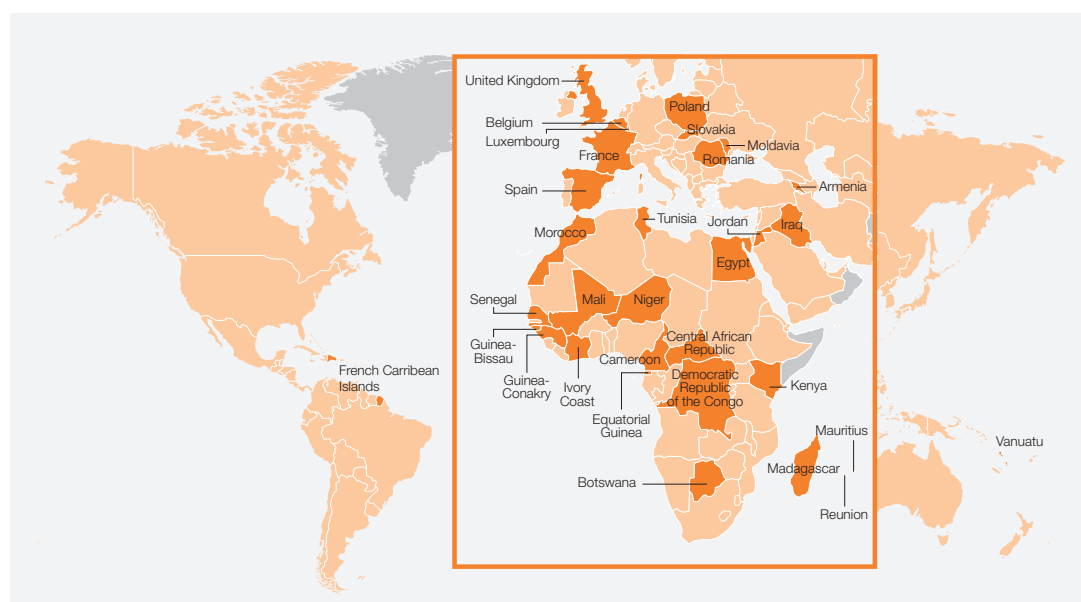 United Kingdom
Poland
Belgium
Slovakia
Luxembourg
Moldavia
France
Romania
Spain
Armenia
Tunisia
Jordan
Iraq
Morocco
Egypt
Senegal
Mali
Niger
Guinea-
Bissau
Central African
Republic
Cameroon
French Carribean
Islands
Guinea-
Conakry
Ivory
Coast
Democratic
Republic
of the Congo
Kenya
Equatorial
Guinea
Mauritius
Vanuatu
Madagascar
Botswana
Reunion